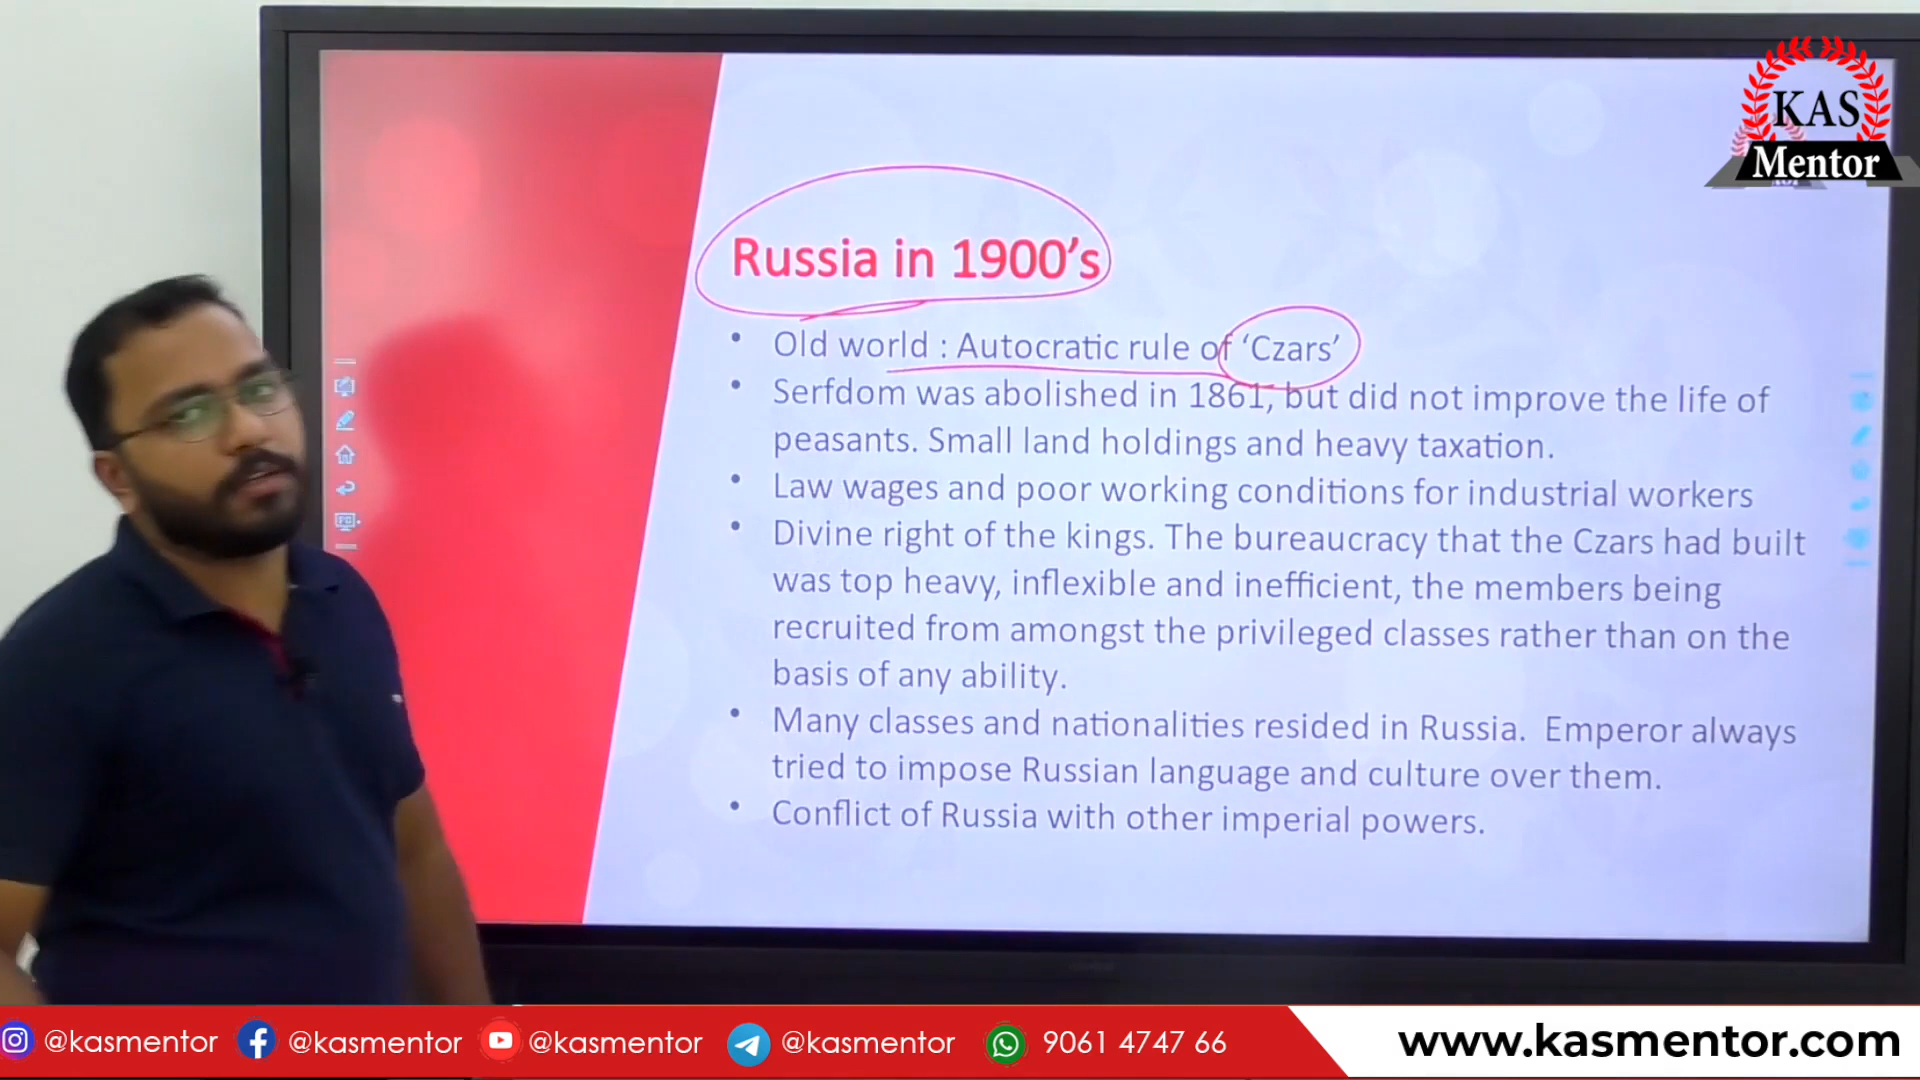 KAS
Mentor
Russia in 1900's
• Old world : Autocratic rule of 'Czars'
• Serfdom was abolished in 1861, but did not improve the life of
peasants. Small land holdings and heavy taxation.
• Law wages and poor working conditions for industrial workers
• Divine right of the kings. The bureaucracy that the Czars had built
was top heavy, inflexible and inefficient, the members being
recruited from amongst the privileged classes rather than on the
basis of any ability.
• Many classes and nationalities resided in Russia. Emperor always
tried to impose Russian language and culture over them.
• Conflict of Russia with other imperial powers.
@kasmentor @kasmentor @kasmentor @kasmentor 9061 4747 66 www.kasmentor.com